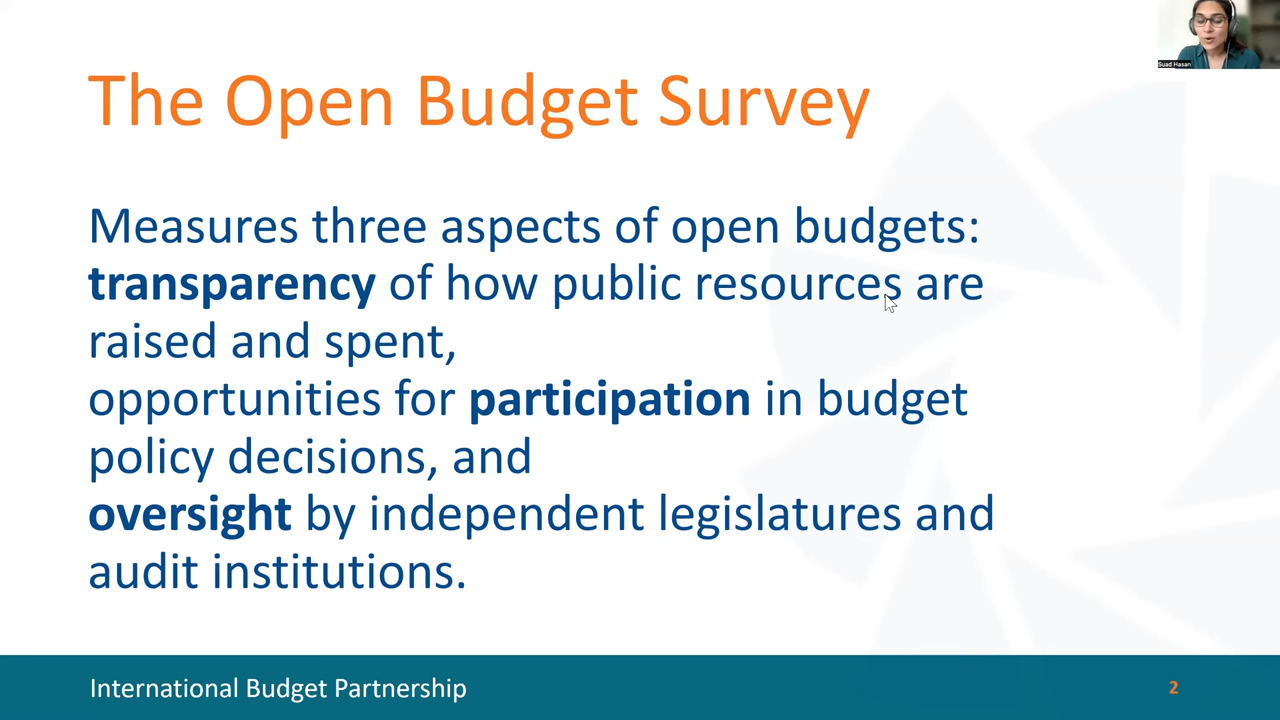 The Open Budget Survey
Suad Hasan
Measures three aspects of open budgets:
transparency of how public resources are
raised and spent,
opportunities for participation in budget
policy decisions, and
oversight by independent legislatures and
audit institutions.
International Budget Partnership
2